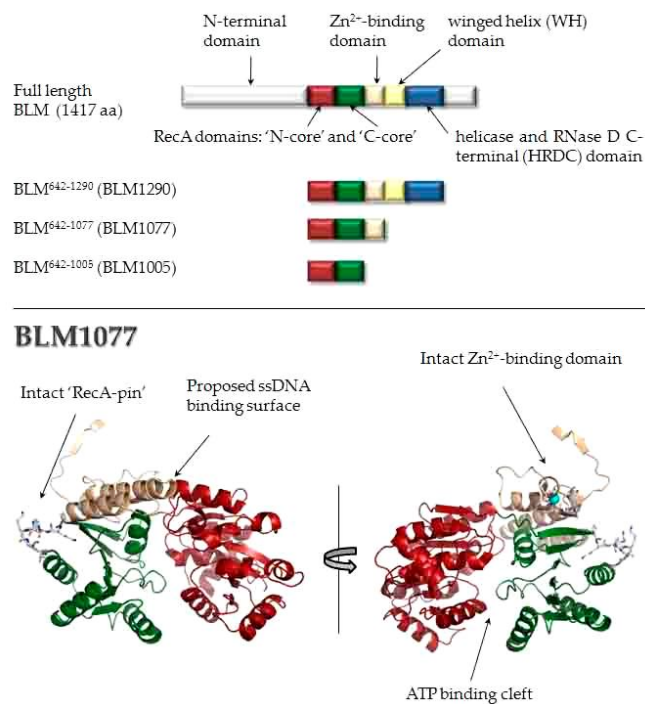 N-terminal
domain
Zn²⁺-binding
domain
winged helix (WH)
domain
Full length
BLM (1417 aa)
RecA domains: 'N-core' and 'C-core'
helicase and RNase D C-
terminal (HRDC) domain
BLM⁶⁴²⁻¹²⁹⁰ (BLM1290)
BLM⁶⁴²⁻¹⁰⁷⁷ (BLM1077)
BLM⁶⁴²⁻¹⁰⁰⁵ (BLM1005)
BLM1077
Intact 'RecA-pin'
Proposed ssDNA
binding surface
Intact Zn²⁺-binding domain
ATP binding cleft